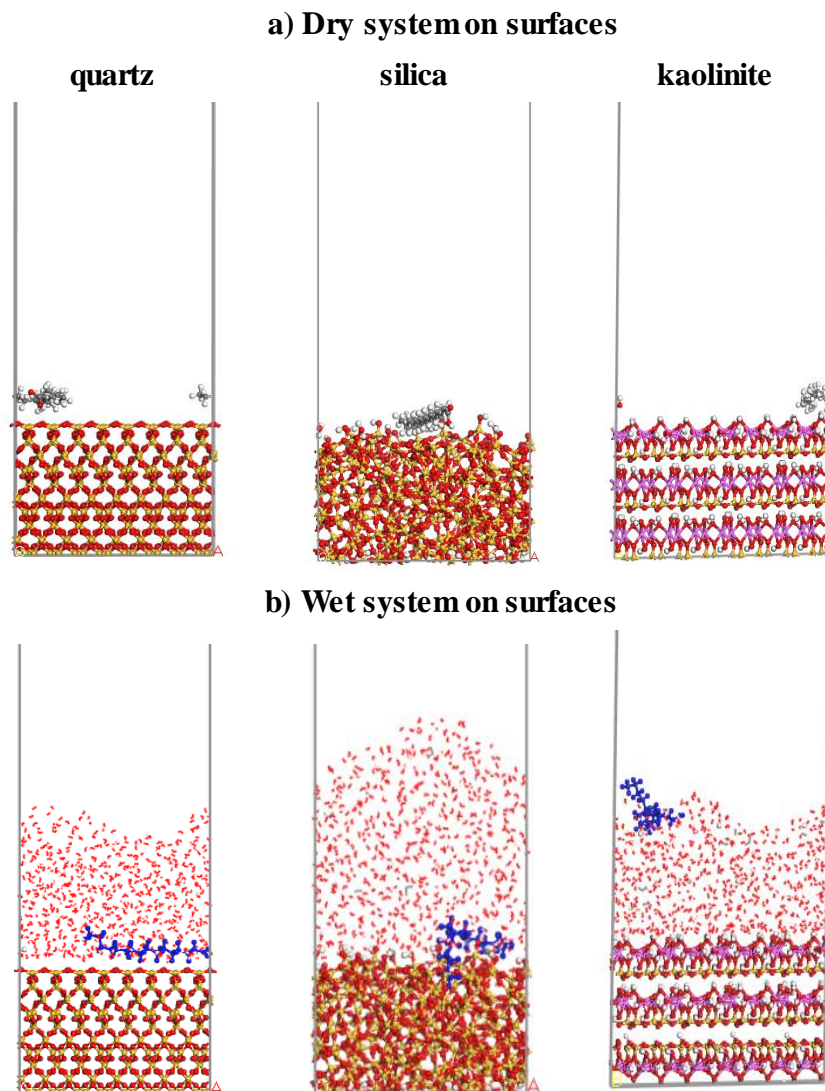 a) Dry system on surfaces
quartz silica kaolinite
A A
b) Wet system on surfaces
A A